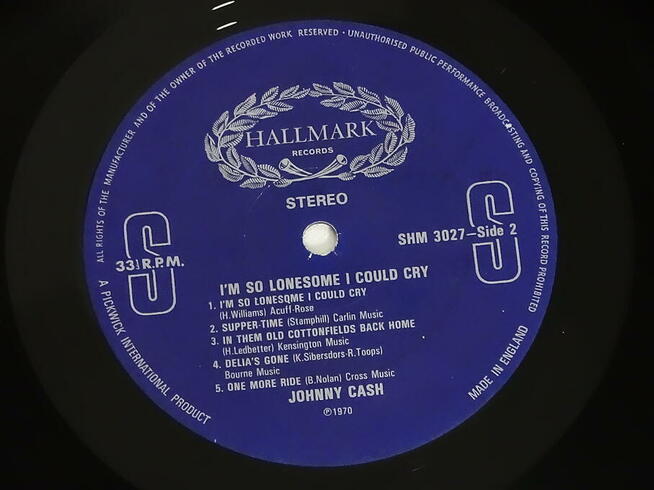 ALL RIGHTS OF THE MANUFACTURER AND OF THE OWNER OF THE RECORDED WORK RESERVED · UNAUTHORISED PUBLIC PERFORMANCE BROADCASTING AND COPYING OF THIS RECORD PROHIBITED
HALLMARK
RECORDS
STEREO
S
S
33⅓ R.P.M.
SHM 3027–Side 2
I'M SO LONESOME I COULD CRY
1. I'M SO LONESOME I COULD CRY
(H.Williams) Acuff-Rose
2. SUPPER-TIME (Stamphill) Carlin Music
3. IN THEM OLD COTTONFIELDS BACK HOME
(H.Ledbetter) Kensington Music
4. DELIA'S GONE (K.Sibersdors-R.Toops)
Bourne Music
5. ONE MORE RIDE (B.Nolan) Cross Music
JOHNNY CASH
℗1970
A PICKWICK INTERNATIONAL PRODUCT
MADE IN ENGLAND